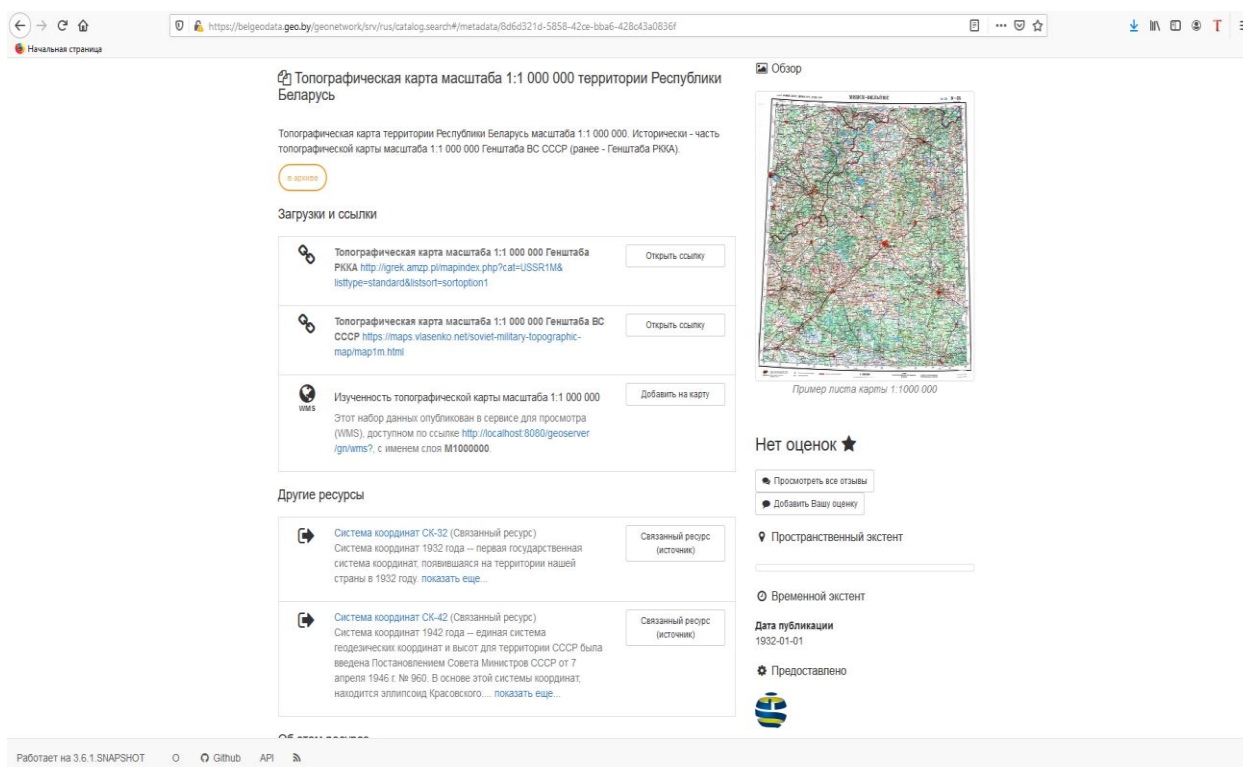 https://belgeodata.geo.by/geonetwork/srv/rus/catalog.search#/metadata/8d6d321d-5858-42ce-bba6-428c43a0836f
Начальная страница
Топографическая карта масштаба 1:1 000 000 территории Республики
Беларусь
Топографическая карта территории Республики Беларусь масштаба 1:1 000 000. Исторически - часть
топографической карты масштаба 1:1 000 000 Генштаба ВС СССР (ранее - Генштаба РККА).
в архиве
Загрузки и ссылки
Топографическая карта масштаба 1:1 000 000 Генштаба
РККА http://igrek.amzp.pl/mapindex.php?cat=USSR1M&
listtype=standard&listsort=sortoption1
Открыть ссылку
Топографическая карта масштаба 1:1 000 000 Генштаба ВС
СССР https://maps.vlasenko.net/soviet-military-topographic-
map/map1m.html
Открыть ссылку
WMS
Изученность топографической карты масштаба 1:1 000 000
Этот набор данных опубликован в сервисе для просмотра
(WMS), доступном по ссылке http://localhost:8080/geoserver
/gn/wms?, с именем слоя M1000000.
Добавить на карту
Другие ресурсы
Система координат СК-32 (Связанный ресурс)
Система координат 1932 года – первая государственная
система координат, появившаяся на территории нашей
страны в 1932 году. показать еще...
Связанный ресурс
(источник)
Система координат СК-42 (Связанный ресурс)
Система координат 1942 года – единая система
геодезических координат и высот для территории СССР была
введена Постановлением Совета Министров СССР от 7
апреля 1946 г. № 960. В основе этой системы координат,
находится эллипсоид Красовского.... показать еще...
Связанный ресурс
(источник)
Об этом ресурсе
Обзор
Пример листа карты 1:1000 000
Нет оценок
Просмотреть все отзывы
Добавить Вашу оценку
Пространственный экстент
Временной экстент
Дата публикации
1932-01-01
Предоставлено
Работает на 3.6.1.SNAPSHOT
О
Github
API